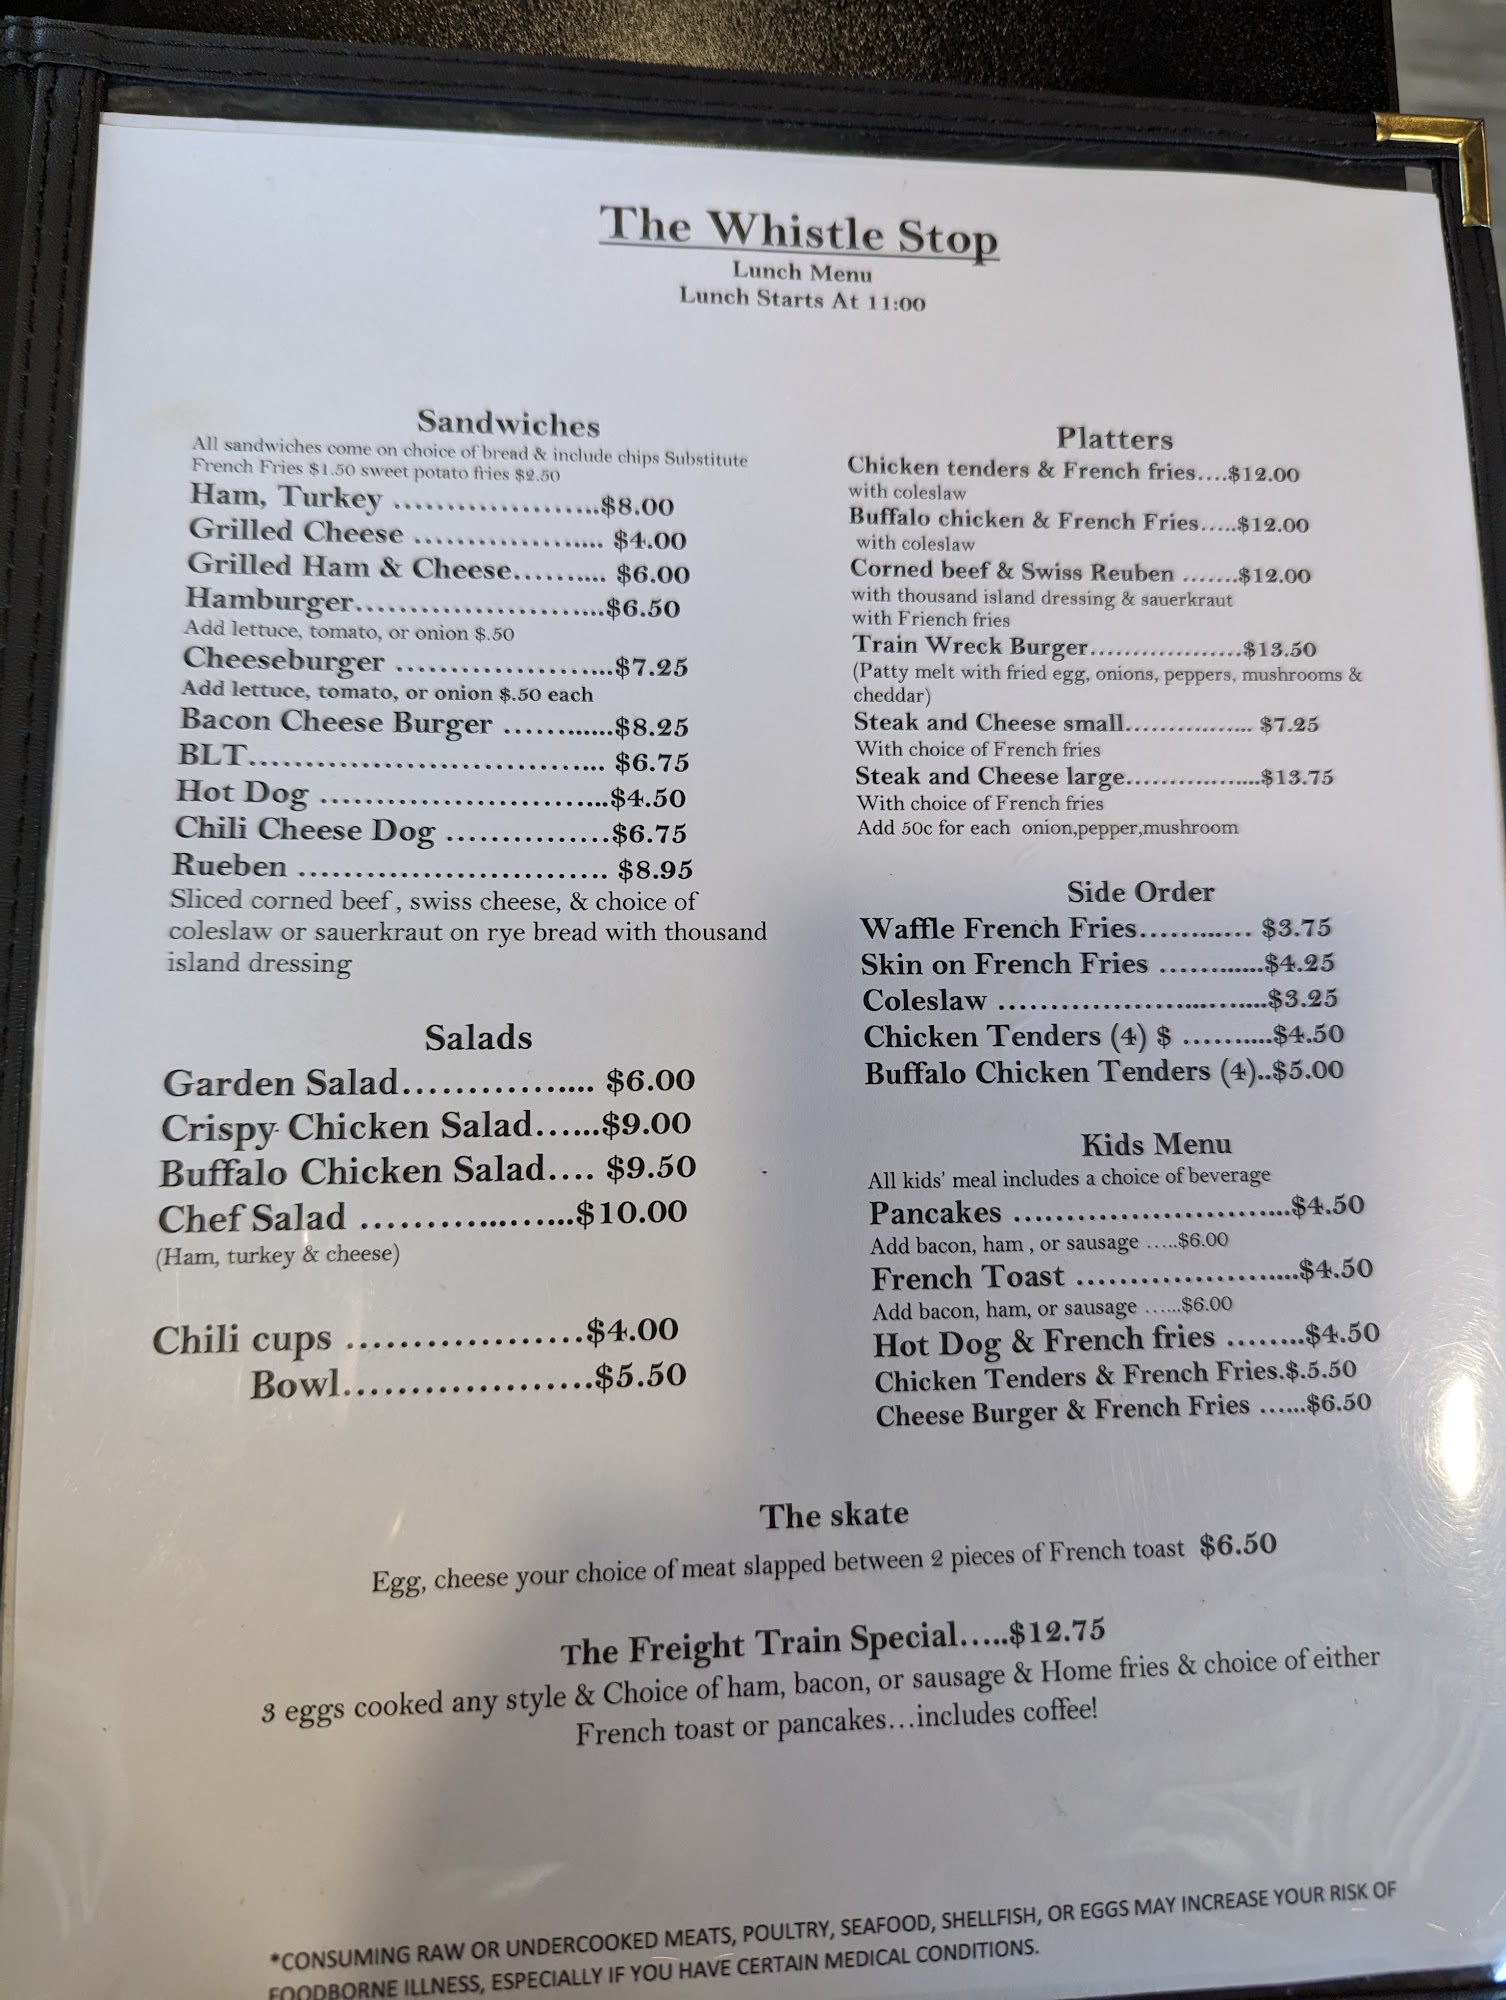 The Whistle Stop
Lunch Menu
Lunch Starts At 11:00
Sandwiches
All sandwiches come on choice of bread & include chips Substitute
French Fries $1.50 sweet potato fries $2.50
Ham, Turkey .....................$8.00
Grilled Cheese ................... $4.00
Grilled Ham & Cheese.......... $6.00
Hamburger.........................$6.50
Add lettuce, tomato, or onion $.50
Cheeseburger ......................$7.25
Add lettuce, tomato, or onion $.50 each
Bacon Cheese Burger ............$8.25
BLT.................................. $6.75
Hot Dog ............................$4.50
Chili Cheese Dog ................$6.75
Rueben .............................. $8.95
Sliced corned beef, swiss cheese, & choice of
coleslaw or sauerkraut on rye bread with thousand
island dressing
Salads
Garden Salad................ $6.00
Crispy Chicken Salad......$9.00
Buffalo Chicken Salad.... $9.50
Chef Salad ...................$10.00
(Ham, turkey & cheese)
Chili cups ..................$4.00
Bowl...................$5.50
Platters
Chicken tenders & French fries....$12.00
with coleslaw
Buffalo chicken & French Fries.....$12.00
with coleslaw
Corned beef & Swiss Reuben .......$12.00
with thousand island dressing & sauerkraut
with Friench fries
Train Wreck Burger...................$13.50
(Patty melt with fried egg, onions, peppers, mushrooms &
cheddar)
Steak and Cheese small................ $7.25
With choice of French fries
Steak and Cheese large.................$13.75
With choice of French fries
Add 50c for each onion,pepper,mushroom
Side Order
Waffle French Fries........... $3.75
Skin on French Fries ............$4.25
Coleslaw ............................$3.25
Chicken Tenders (4) $ ..........$4.50
Buffalo Chicken Tenders (4)..$5.00
Kids Menu
All kids' meal includes a choice of beverage
Pancakes ..........................$4.50
Add bacon, ham , or sausage .....$6.00
French Toast .....................$4.50
Add bacon, ham, or sausage ......$6.00
Hot Dog & French fries ........$4.50
Chicken Tenders & French Fries.$.5.50
Cheese Burger & French Fries ......$6.50
The skate
Egg, cheese your choice of meat slapped between 2 pieces of French toast $6.50
The Freight Train Special.....$12.75
3 eggs cooked any style & Choice of ham, bacon, or sausage & Home fries & choice of either
French toast or pancakes...includes coffee!
*CONSUMING RAW OR UNDERCOOKED MEATS, POULTRY, SEAFOOD, SHELLFISH, OR EGGS MAY INCREASE YOUR RISK OF
FOODBORNE ILLNESS, ESPECIALLY IF YOU HAVE CERTAIN MEDICAL CONDITIONS.